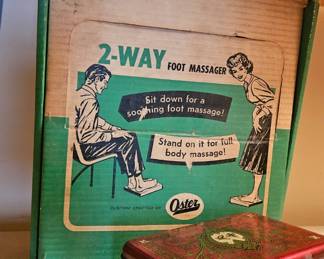 2-WAY FOOT MASSAGER
Sit down for a
soothing foot massage!
Stand on it for full
body massage!
Oster